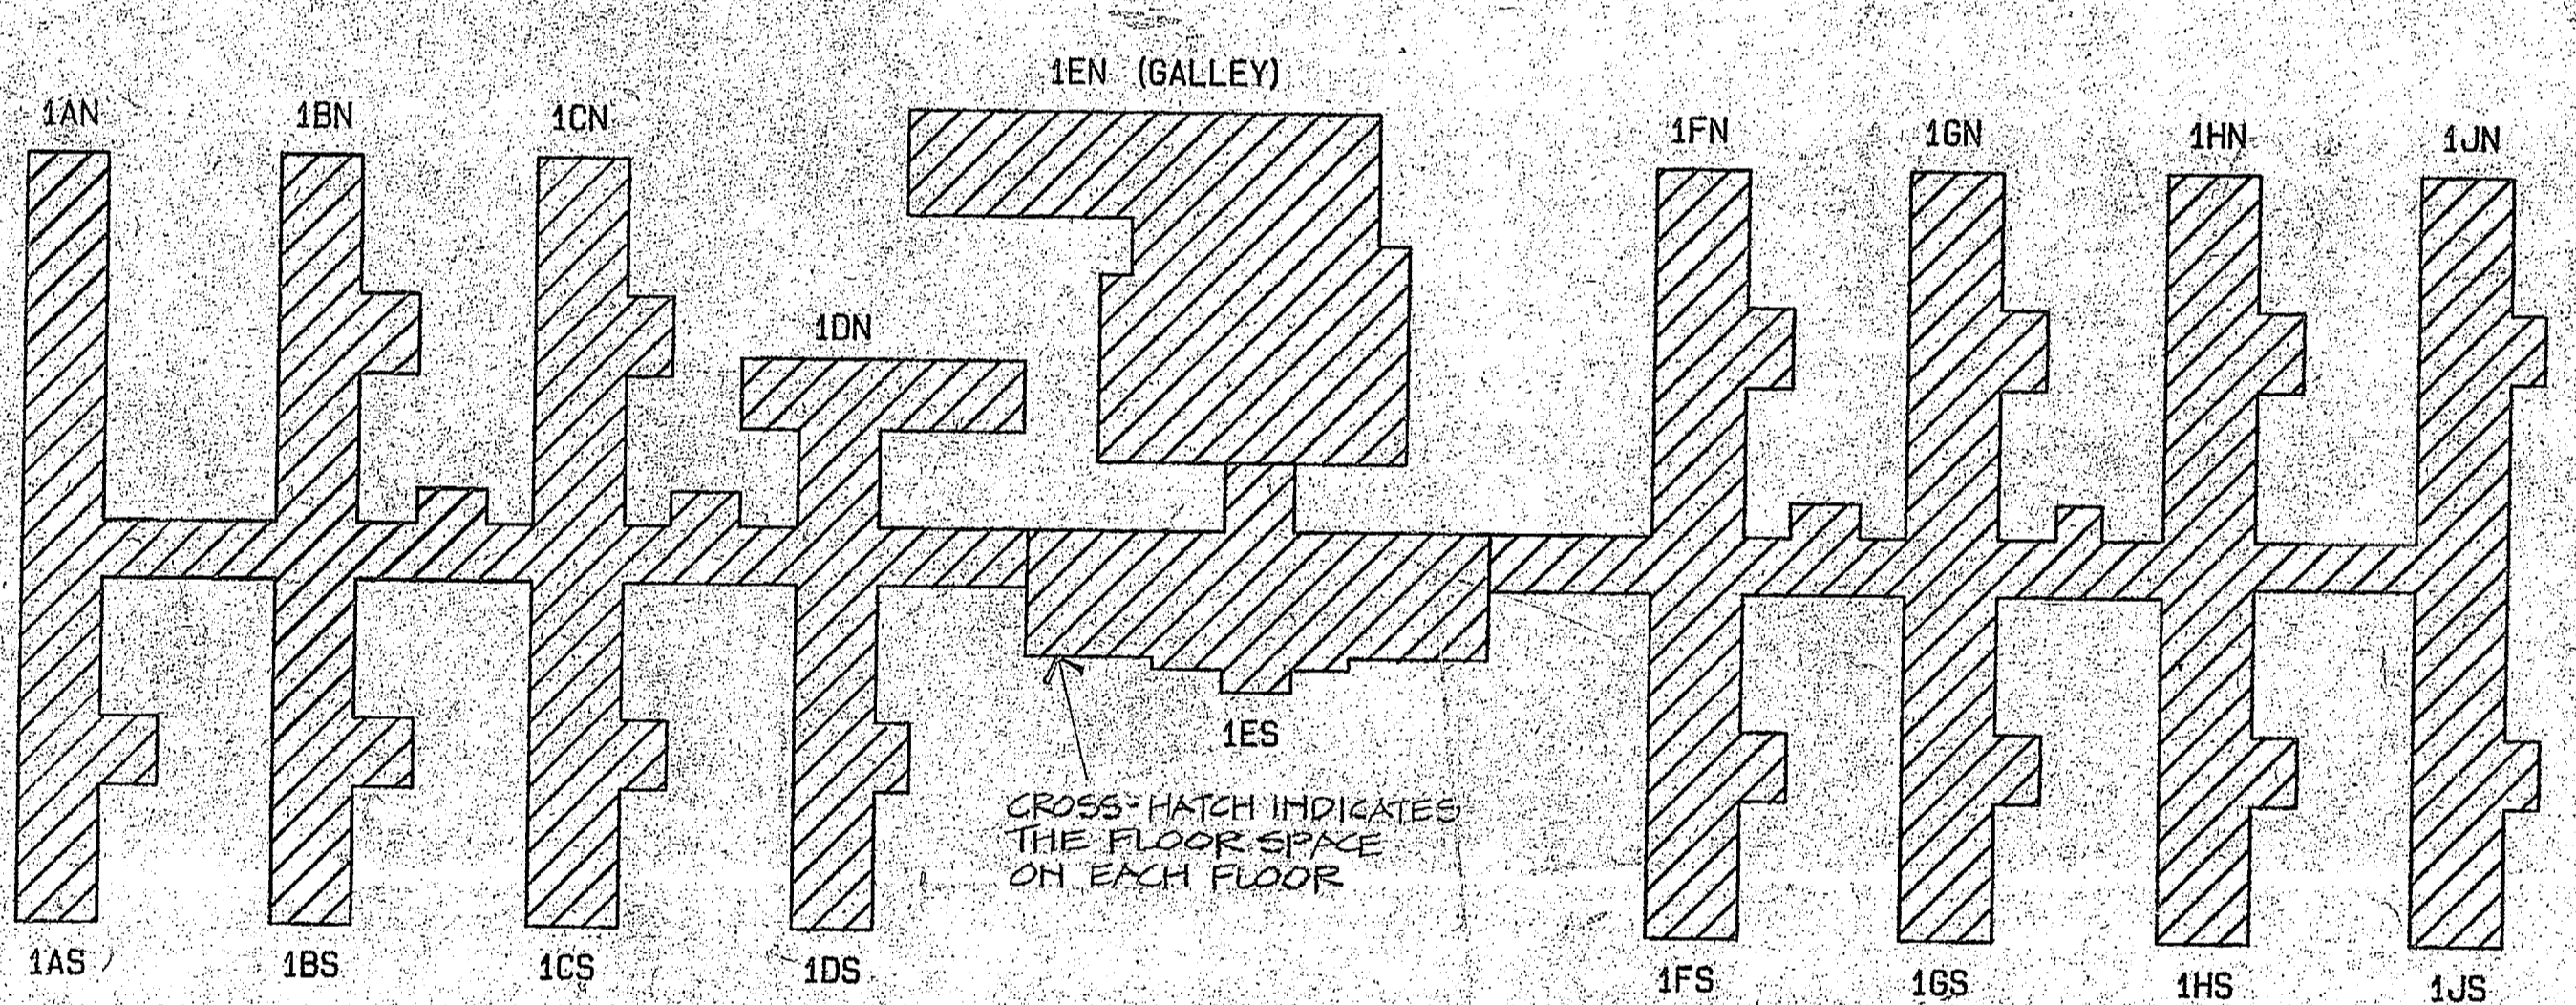 1EN (GALLEY)
1AN
1BN
1CN
1FN
1GN
1HN
1JN
1DN
1ES
CROSS-HATCH INDICATES
THE FLOOR SPACE
ON EACH FLOOR
1AS
1BS
1CS
1DS
1FS
1GS
1HS
1JS